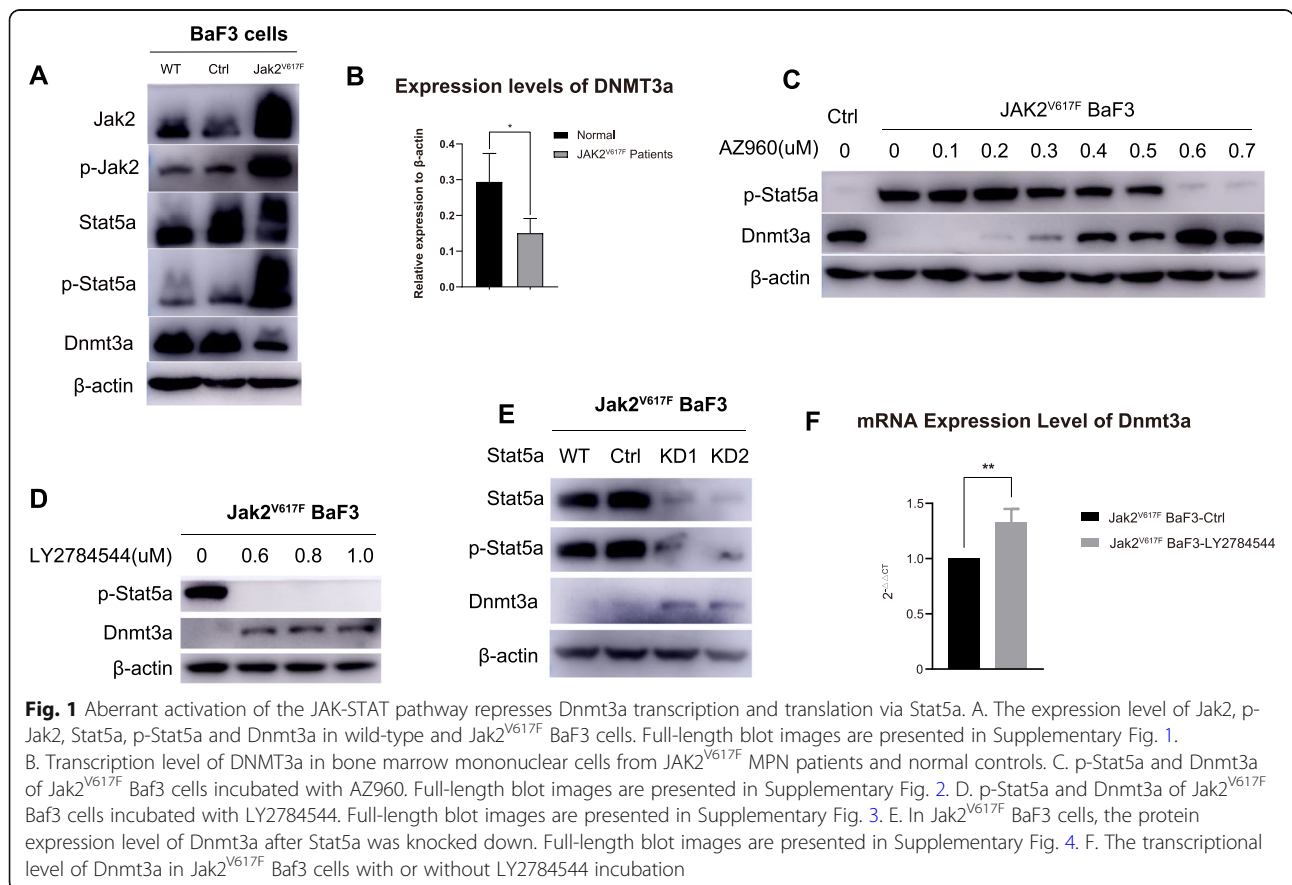 BaF3 cells
A
WT Ctrl Jak2V617F
Jak2
p-Jak2
Stat5a
p-Stat5a
Dnmt3a
β-actin
B
Expression levels of DNMT3a
*
Normal
JAK2V617F Patients
Relative expression to β-actin
0.4
0.3
0.2
0.1
0.0
C
Ctrl JAK2V617F BaF3
AZ960(uM) 0 0 0.1 0.2 0.3 0.4 0.5 0.6 0.7
p-Stat5a
Dnmt3a
β-actin
D
Jak2V617F BaF3
LY2784544(uM) 0 0.6 0.8 1.0
p-Stat5a
Dnmt3a
β-actin
E
Jak2V617F BaF3
Stat5a WT Ctrl KD1 KD2
Stat5a
p-Stat5a
Dnmt3a
β-actin
F
mRNA Expression Level of Dnmt3a
**
Jak2V617F BaF3-Ctrl
Jak2V617F BaF3-LY2784544
2-△△CT
1.5
1.0
0.5
0
Fig. 1 Aberrant activation of the JAK-STAT pathway represses Dnmt3a transcription and translation via Stat5a. A. The expression level of Jak2, p-
Jak2, Stat5a, p-Stat5a and Dnmt3a in wild-type and Jak2V617F BaF3 cells. Full-length blot images are presented in Supplementary Fig. 1.
B. Transcription level of DNMT3a in bone marrow mononuclear cells from JAK2V617F MPN patients and normal controls. C. p-Stat5a and Dnmt3a
of Jak2V617F Baf3 cells incubated with AZ960. Full-length blot images are presented in Supplementary Fig. 2. D. p-Stat5a and Dnmt3a of Jak2V617F
Baf3 cells incubated with LY2784544. Full-length blot images are presented in Supplementary Fig. 3. E. In Jak2V617F BaF3 cells, the protein
expression level of Dnmt3a after Stat5a was knocked down. Full-length blot images are presented in Supplementary Fig. 4. F. The transcriptional
level of Dnmt3a in Jak2V617F Baf3 cells with or without LY2784544 incubation